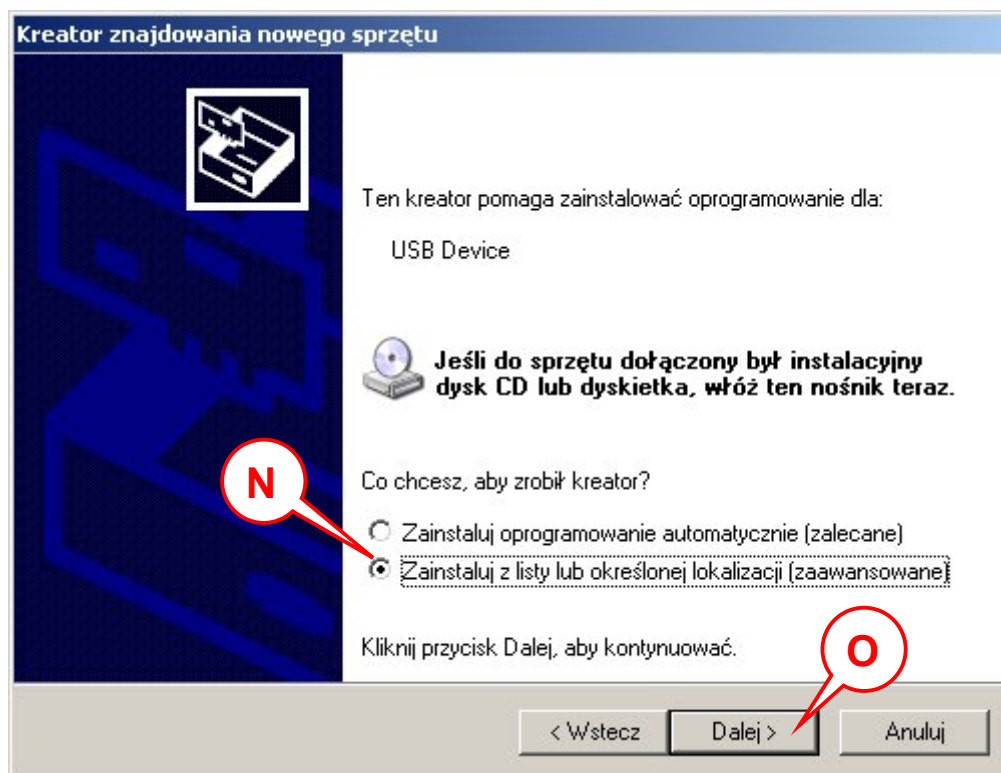 Kreator znajdowania nowego sprzętu
Ten kreator pomaga zainstalować oprogramowanie dla:
USB Device
Jeśli do sprzętu dołączony był instalacyjny
dysk CD lub dyskietka, włóż ten nośnik teraz.
N
Co chcesz, aby zrobił kreator?
Zainstaluj oprogramowanie automatycznie (zalecane)
Zainstaluj z listy lub określonej lokalizacji (zaawansowane)
Kliknij przycisk Dalej, aby kontynuować.
O
< Wstecz
Dalej >
Anuluj